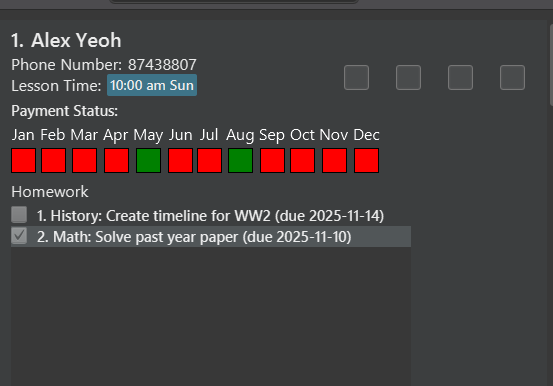 1. Alex Yeoh
Phone Number: 87438807
Lesson Time: 10:00 am Sun
Payment Status:
Jan Feb Mar Apr May Jun Jul Aug Sep Oct Nov Dec
Homework
1. History: Create timeline for WW2 (due 2025-11-14)
2. Math: Solve past year paper (due 2025-11-10)